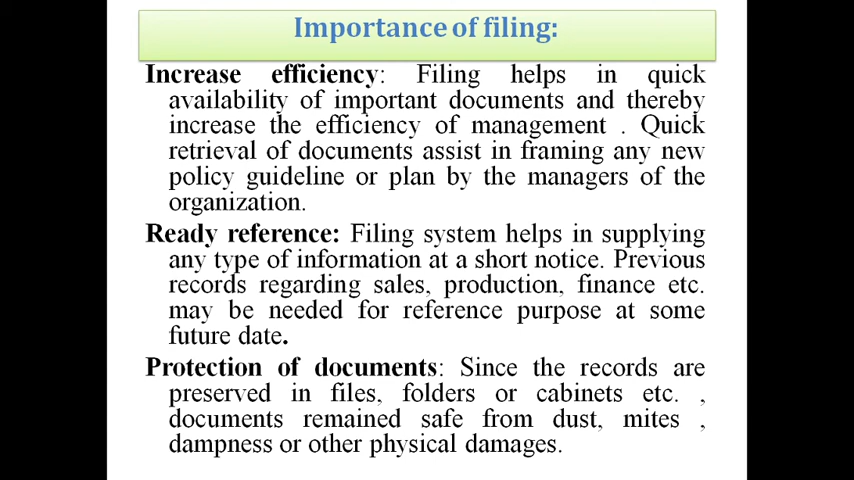 Importance of filing:
Increase efficiency: Filing helps in quick
availability of important documents and thereby
increase the efficiency of management . Quick
retrieval of documents assist in framing any new
policy guideline or plan by the managers of the
organization.
Ready reference: Filing system helps in supplying
any type of information at a short notice. Previous
records regarding sales, production, finance etc.
may be needed for reference purpose at some
future date.
Protection of documents: Since the records are
preserved in files, folders or cabinets etc. ,
documents remained safe from dust, mites ,
dampness or other physical damages.